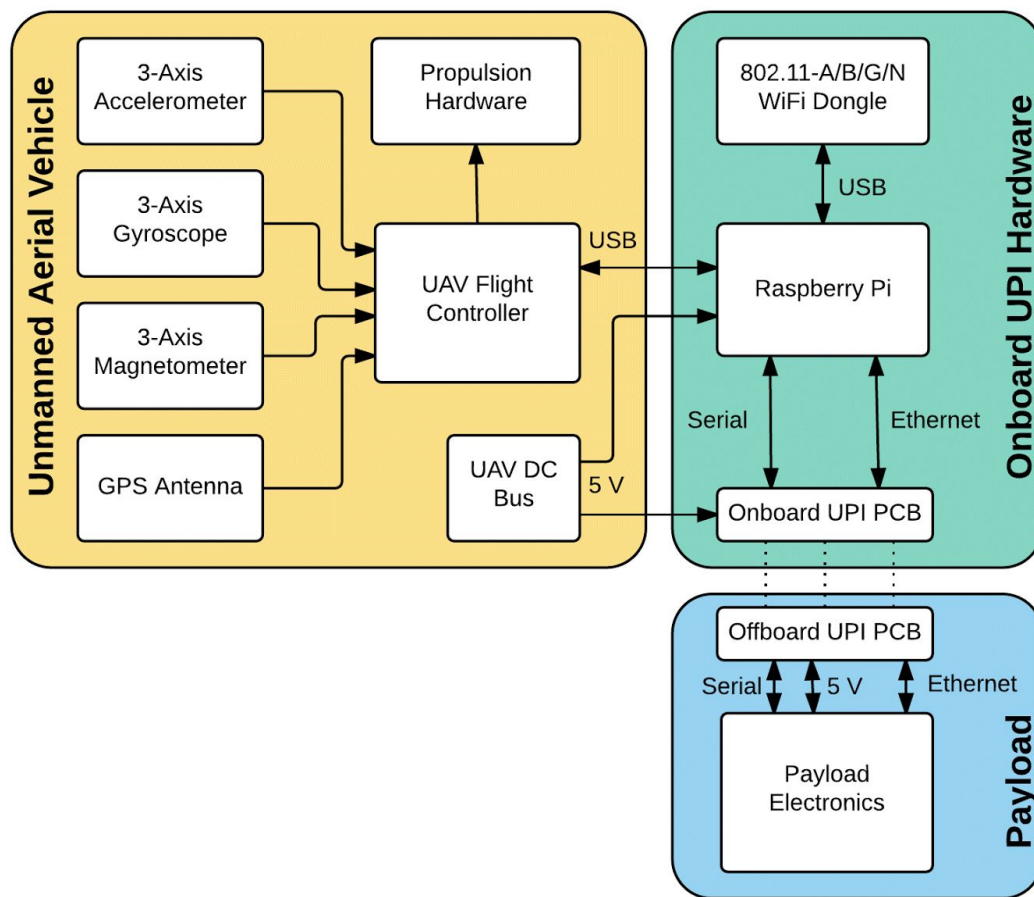 Unmanned Aerial Vehicle
3-Axis
Accelerometer
3-Axis
Gyroscope
3-Axis
Magnetometer
GPS Antenna
Propulsion
Hardware
UAV Flight
Controller
UAV DC
Bus
USB
5 V
Onboard UPI Hardware
802.11-A/B/G/N
WiFi Dongle
USB
Raspberry Pi
Serial
Ethernet
Onboard UPI PCB
Payload
Offboard UPI PCB
Serial
5 V
Ethernet
Payload
Electronics